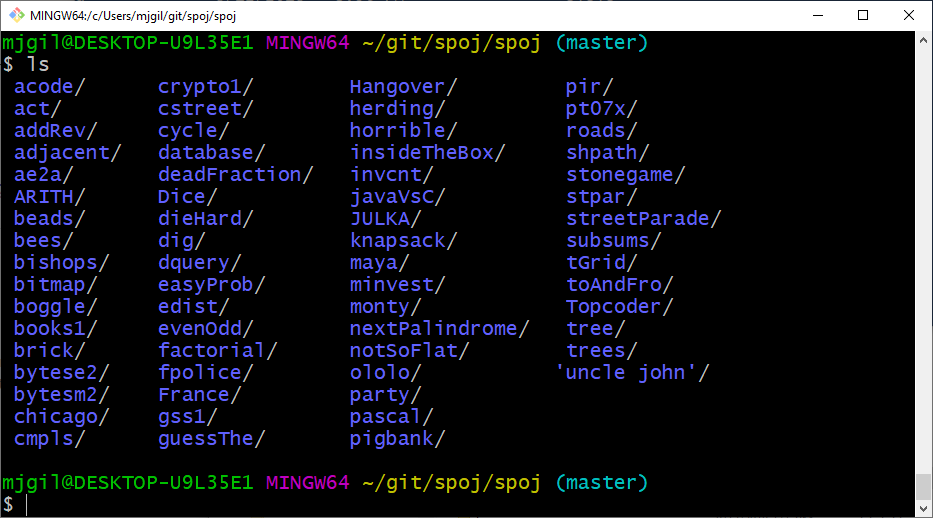 MINGW64:/c/Users/mjgil/git/spoj/spoj
mjgil@DESKTOP-U9L35E1 MINGW64 ~/git/spoj/spoj (master)
$ ls
acode/ crypto1/ Hangover/ pir/
act/ cstreet/ herding/ pt07x/
addRev/ cycle/ horrible/ roads/
adjacent/ database/ insideTheBox/ shpath/
ae2a/ deadFraction/ invcnt/ stonegame/
ARITH/ Dice/ javaVsC/ stpar/
beads/ dieHard/ JULKA/ streetParade/
bees/ dig/ knapsack/ subsums/
bishops/ dquery/ maya/ tGrid/
bitmap/ easyProb/ minvest/ toAndFro/
boggle/ edist/ monty/ Topcoder/
books1/ evenOdd/ nextPalindrome/ tree/
brick/ factorial/ notSoFlat/ trees/
bytese2/ fpolice/ ololo/ 'uncle john'/
bytesm2/ France/ party/
chicago/ gss1/ pascal/
cmpls/ guessThe/ pigbank/
mjgil@DESKTOP-U9L35E1 MINGW64 ~/git/spoj/spoj (master)
$